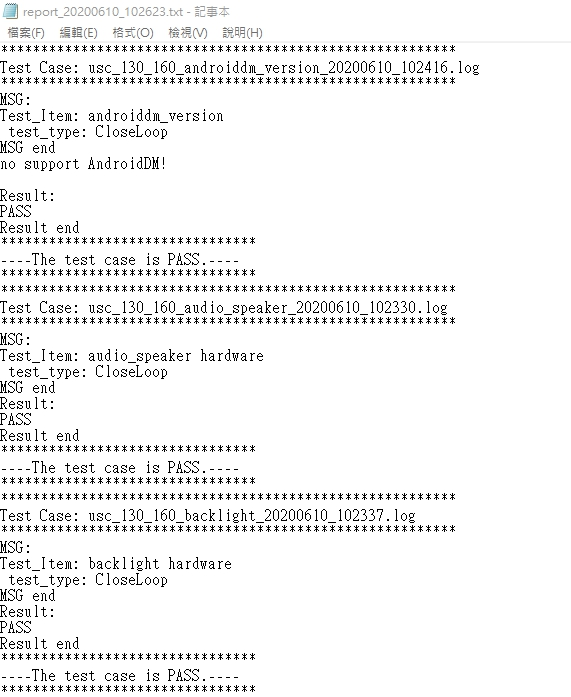 report_20200610_102623.txt - 記事本
檔案(F) 編輯(E) 格式(O) 檢視(V) 說明(H)
*********************************************************
Test Case: usc_130_160_androiddm_version_20200610_102416.log
*********************************************************
MSG:
Test_Item: androiddm_version
 test_type: CloseLoop
MSG end
no support AndroidDM!

Result:
PASS
Result end
********************************
----The test case is PASS.----
********************************
*********************************************************
Test Case: usc_130_160_audio_speaker_20200610_102330.log
*********************************************************
MSG:
Test_Item: audio_speaker hardware
 test_type: CloseLoop
MSG end
Result:
PASS
Result end
********************************
----The test case is PASS.----
********************************
*********************************************************
Test Case: usc_130_160_backlight_20200610_102337.log
*********************************************************
MSG:
Test_Item: backlight hardware
 test_type: CloseLoop
MSG end
Result:
PASS
Result end
********************************
----The test case is PASS.----
********************************